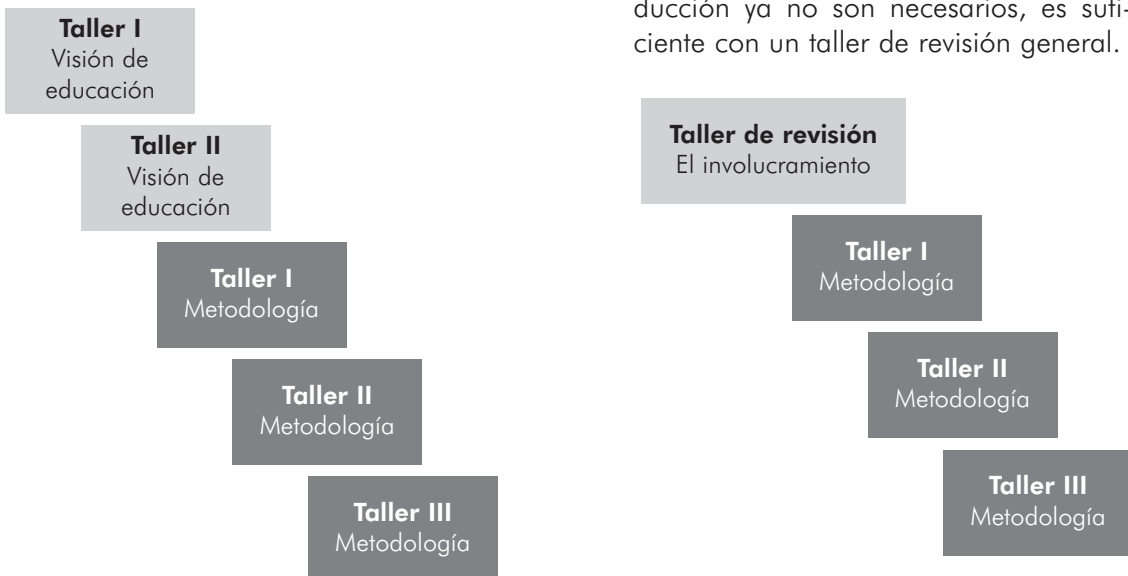 Taller I
Visión de
educación
Taller II
Visión de
educación
Taller I
Metodología
Taller II
Metodología
Taller III
Metodología
ducción ya no son necesarios, es sufi-
ciente con un taller de revisión general.
Taller de revisión
El involucramiento
Taller I
Metodología
Taller II
Metodología
Taller III
Metodología